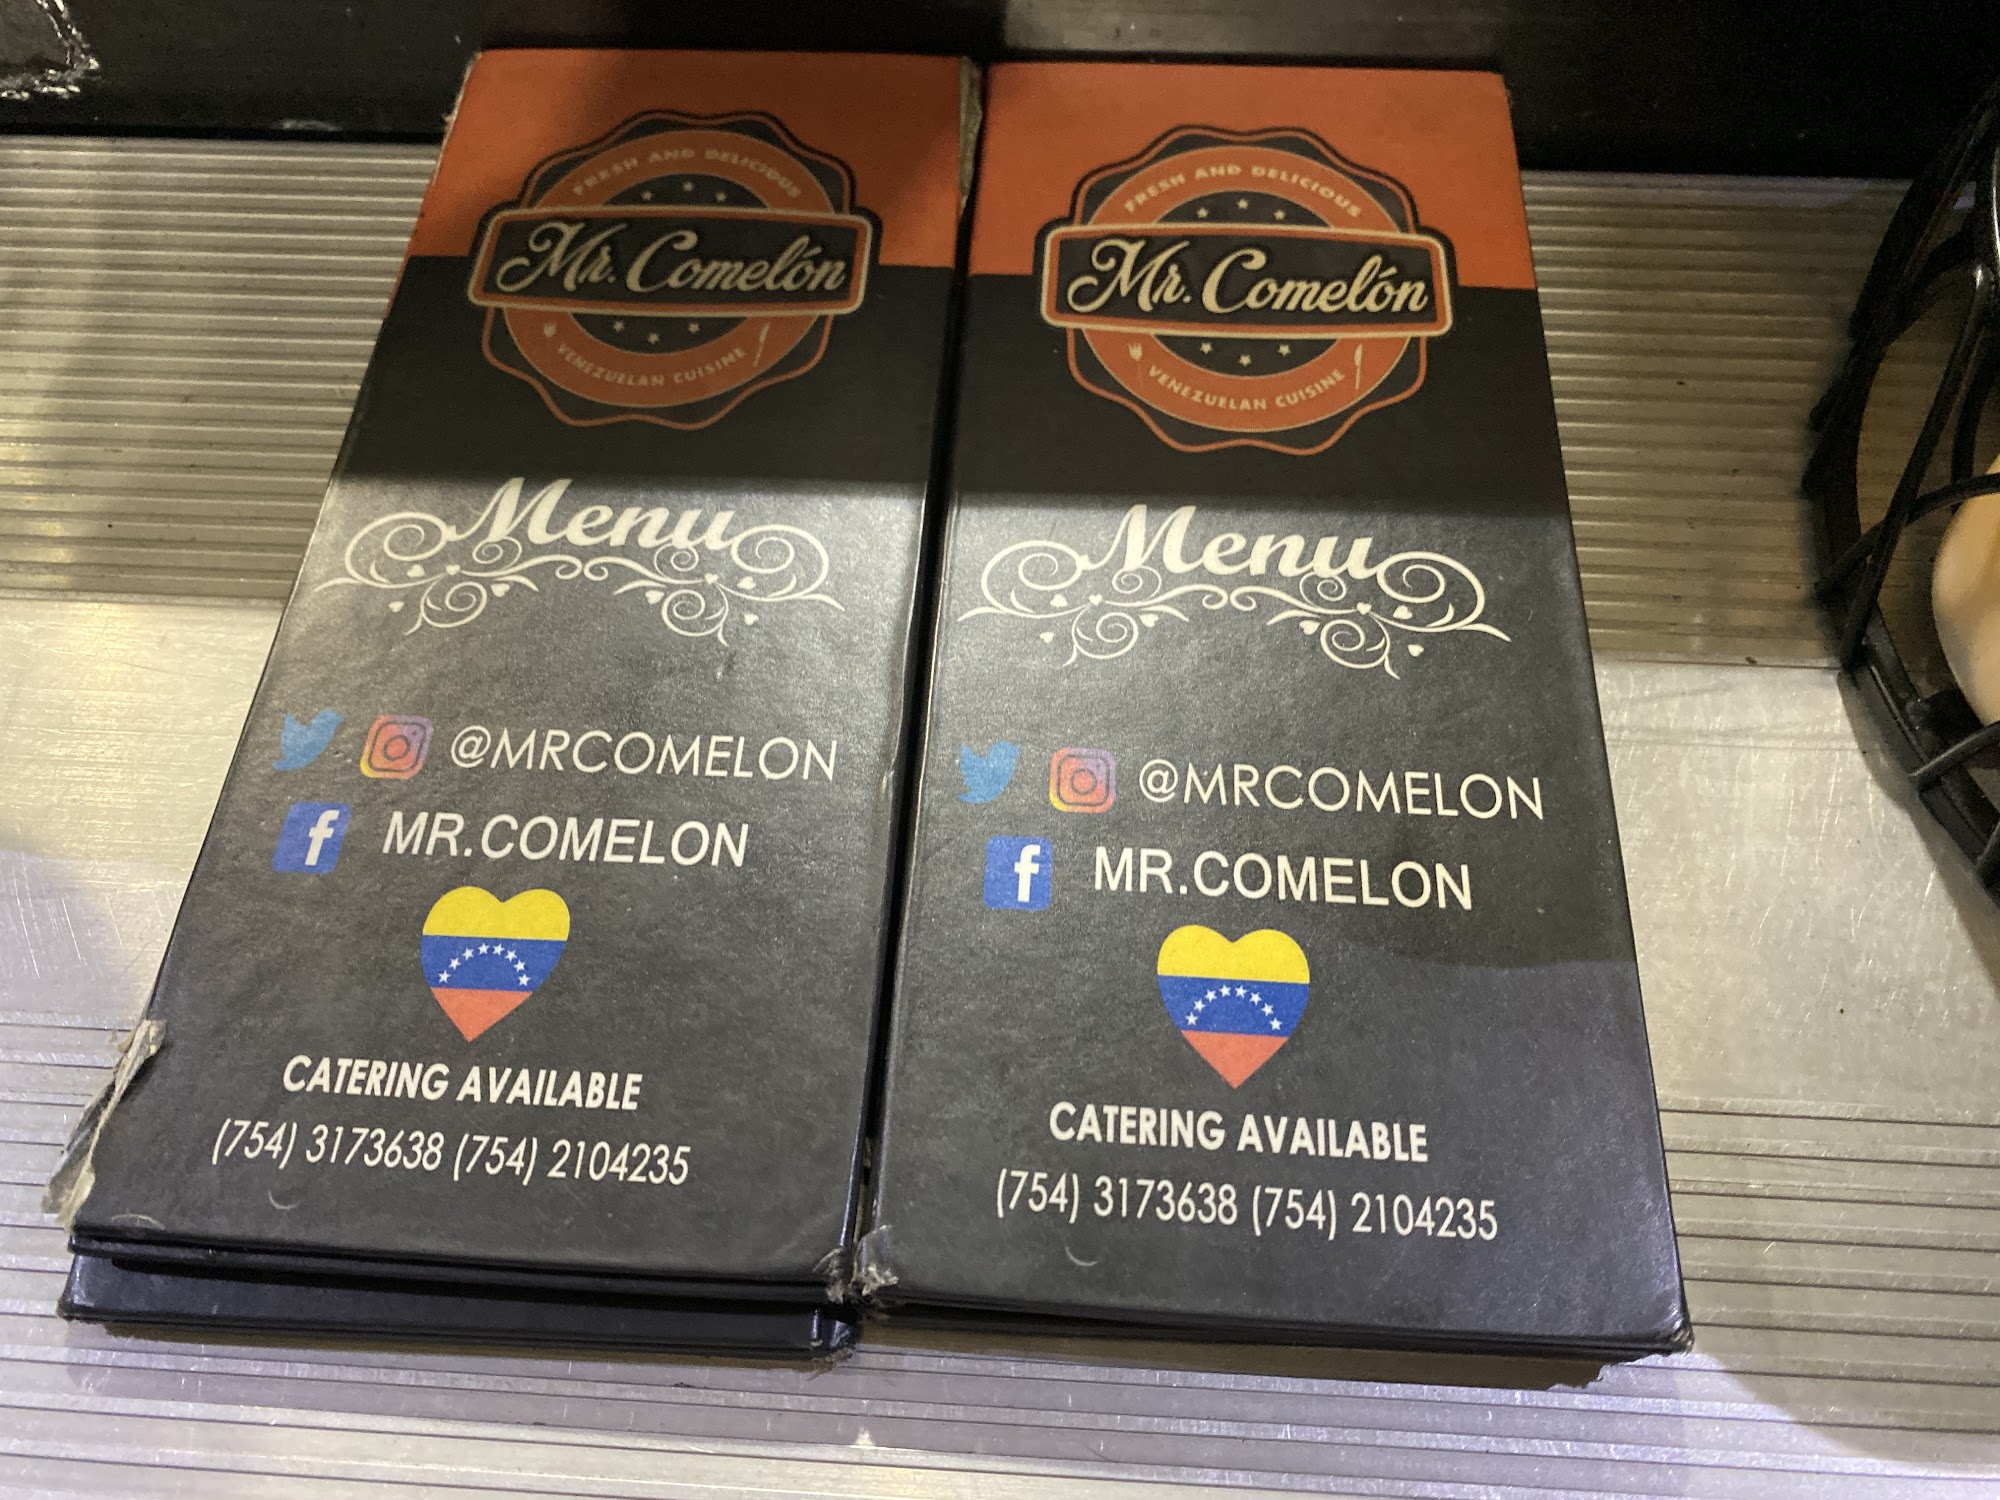 FRESH AND DELICIOUS
Mr. Comelón
VENEZUELAN CUISINE
Menu
@MRCOMELON
MR.COMELON
CATERING AVAILABLE
(754) 3173638 (754) 2104235
FRESH AND DELICIOUS
Mr. Comelón
VENEZUELAN CUISINE
Menu
@MRCOMELON
MR.COMELON
CATERING AVAILABLE
(754) 3173638 (754) 2104235